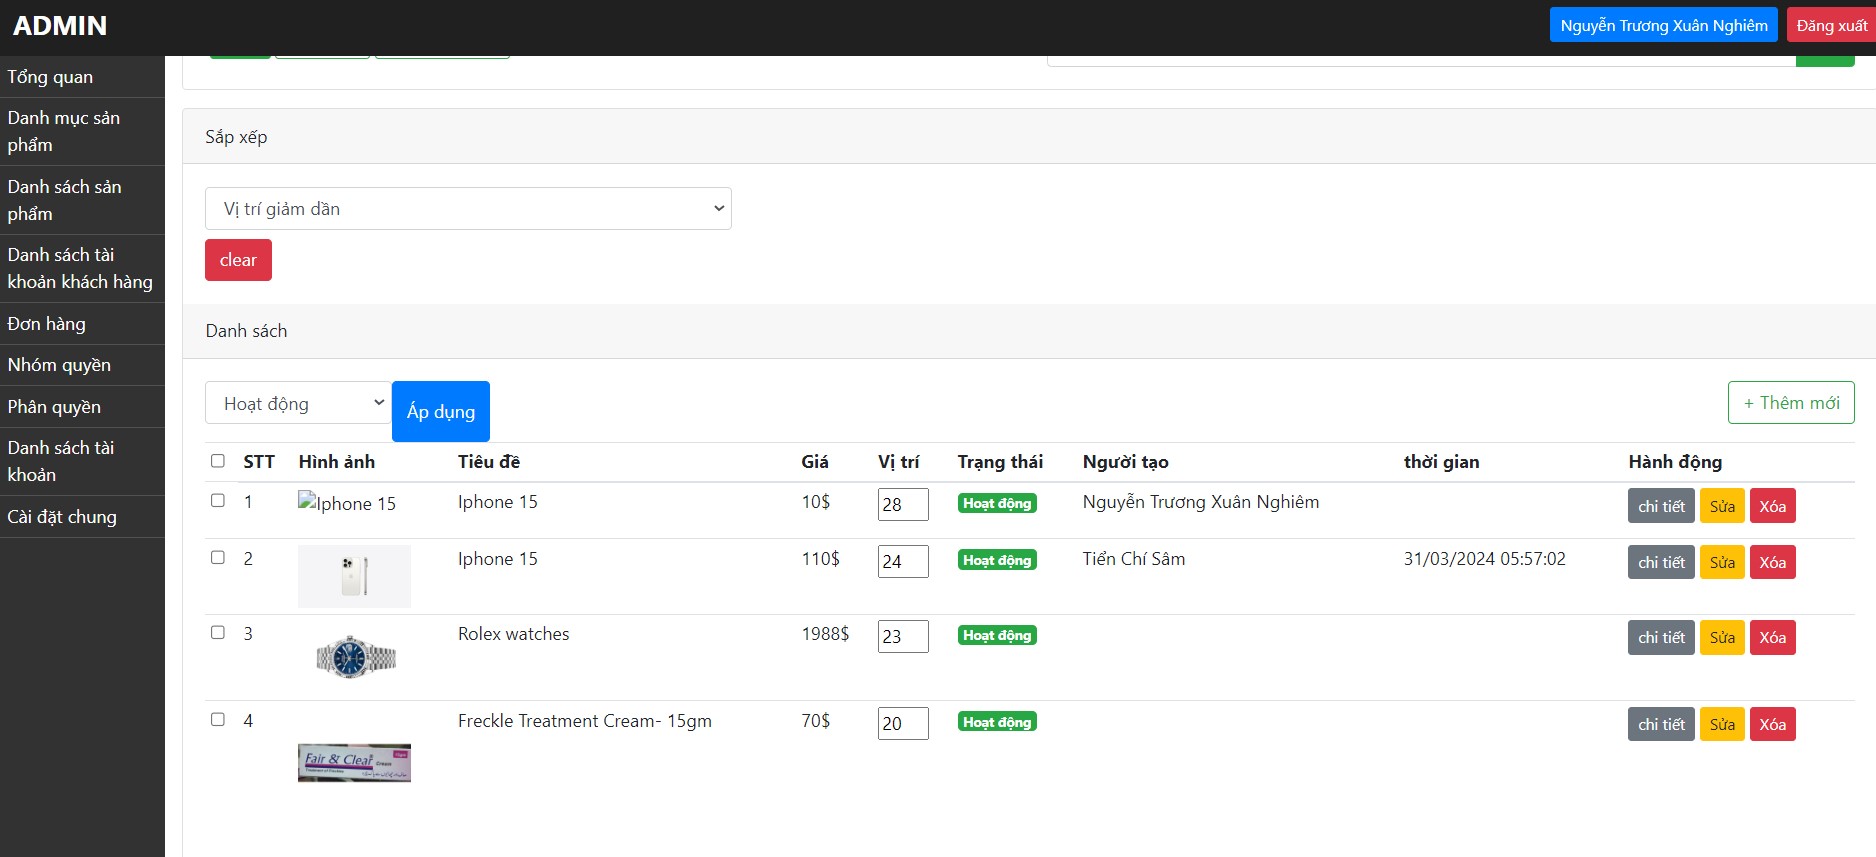 ADMIN
Nguyễn Trương Xuân Nghiêm
Đăng xuất
Tổng quan
Danh mục sản
phẩm
Danh sách sản
phẩm
Danh sách tài
khoản khách hàng
Đơn hàng
Nhóm quyền
Phân quyền
Danh sách tài
khoản
Cài đặt chung
Sắp xếp
Vị trí giảm dần
clear
Danh sách
Hoạt động
Áp dụng
+ Thêm mới
STT Hình ảnh Tiêu đề Giá Vị trí Trạng thái Người tạo thời gian Hành động
1 Iphone 15 Iphone 15 10$ 28 Hoạt động Nguyễn Trương Xuân Nghiêm chi tiết Sửa Xóa
2 Iphone 15 110$ 24 Hoạt động Tiển Chí Sâm 31/03/2024 05:57:02 chi tiết Sửa Xóa
3 Rolex watches 1988$ 23 Hoạt động chi tiết Sửa Xóa
4 Freckle Treatment Cream- 15gm 70$ 20 Hoạt động chi tiết Sửa Xóa
Fair & Clear Cream